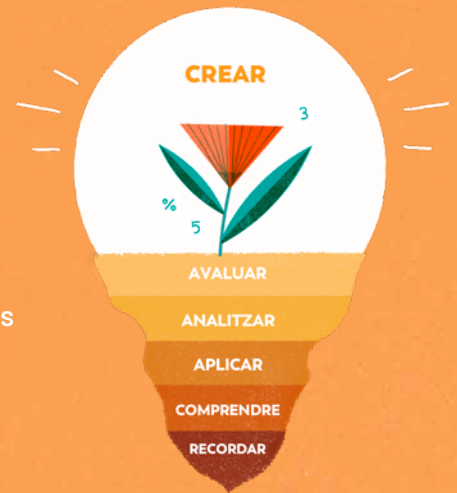 CREAR
3
%
5
AVALUAR
S
ANALITZAR
APLICAR
COMPRENDRE
RECORDAR